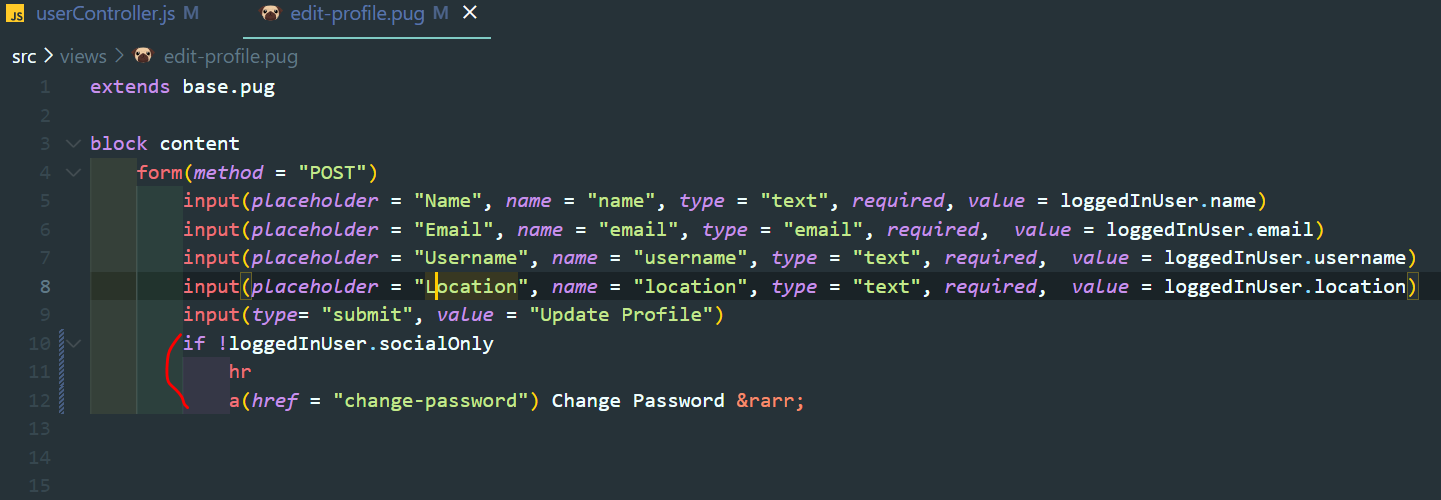 JS userController.js M edit-profile.pug M ×
src > views > edit-profile.pug
1 extends base.pug
2
3 block content
4 form(method = "POST")
5 input(placeholder = "Name", name = "name", type = "text", required, value = loggedInUser.name)
6 input(placeholder = "Email", name = "email", type = "email", required,  value = loggedInUser.email)
7 input(placeholder = "Username", name = "username", type = "text", required,  value = loggedInUser.username)
8 input(placeholder = "Location", name = "location", type = "text", required,  value = loggedInUser.location)
9 input(type= "submit", value = "Update Profile")
10 if !loggedInUser.socialOnly
11 hr
12 a(href = "change-password") Change Password &rarr;
13
14
15